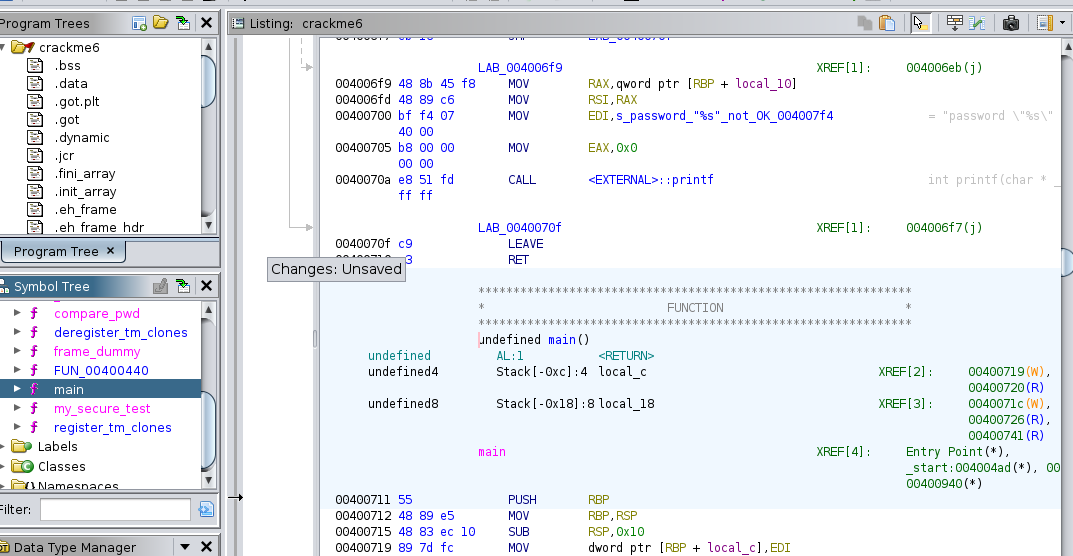 Program Trees
crackme6
.bss
.data
.got.plt
.got
.dynamic
.jcr
.fini_array
.init_array
.eh_frame
.eh_frame_hdr
Program Tree ×
Symbol Tree
compare_pwd
deregister_tm_clones
frame_dummy
FUN_00400440
main
my_secure_test
register_tm_clones
Labels
Classes
Namespaces
Filter:
Data Type Manager
Listing: crackme6
LAB_004006f9 XREF[1]: 004006eb(j)
004006f9 48 8b 45 f8 MOV RAX,qword ptr [RBP + local_10]
004006fd 48 89 c6 MOV RSI,RAX
00400700 bf f4 07 MOV EDI,s_password_"%s"_not_OK_004007f4 = "password \"%s\"
40 00
00400705 b8 00 00 MOV EAX,0x0
00 00
0040070a e8 51 fd CALL <EXTERNAL>::printf int printf(char * _
ff ff
LAB_0040070f XREF[1]: 004006f7(j)
0040070f c9 LEAVE
RET
Changes: Unsaved
**************************************************************
* FUNCTION *
**************************************************************
undefined main()
undefined AL:1 <RETURN>
undefined4 Stack[-0xc]:4 local_c XREF[2]: 00400719(W),
00400720(R)
undefined8 Stack[-0x18]:8 local_18 XREF[3]: 0040071c(W),
00400726(R),
00400741(R)
main XREF[4]: Entry Point(*),
_start:004004ad(*), 00
00400940(*)
00400711 55 PUSH RBP
00400712 48 89 e5 MOV RBP,RSP
00400715 48 83 ec 10 SUB RSP,0x10
00400719 89 7d fc MOV dword ptr [RBP + local_c],EDI